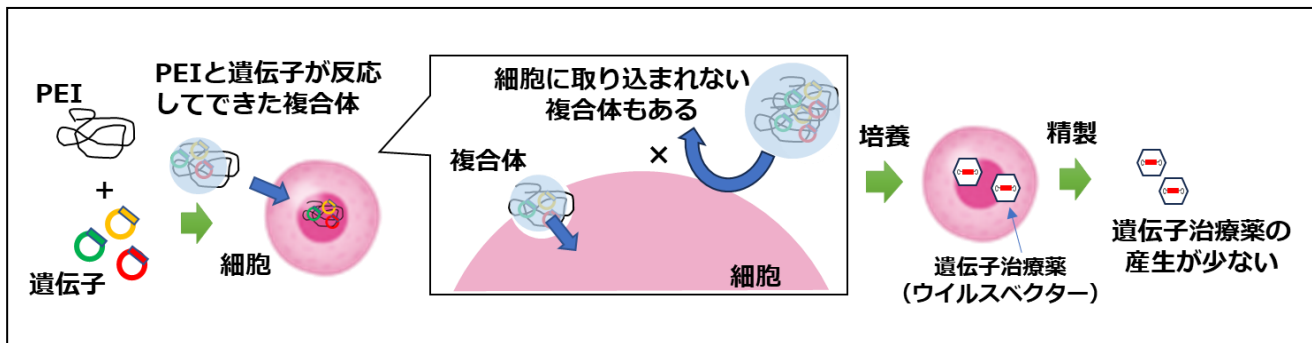 PEI
+
遺伝子
PEIと遺伝子が反応
してできた複合体
細胞
細胞に取り込まれない
複合体もある
複合体
×
細胞
培養
遺伝子治療薬
（ウイルスベクター）
精製
遺伝子治療薬の
産生が少ない